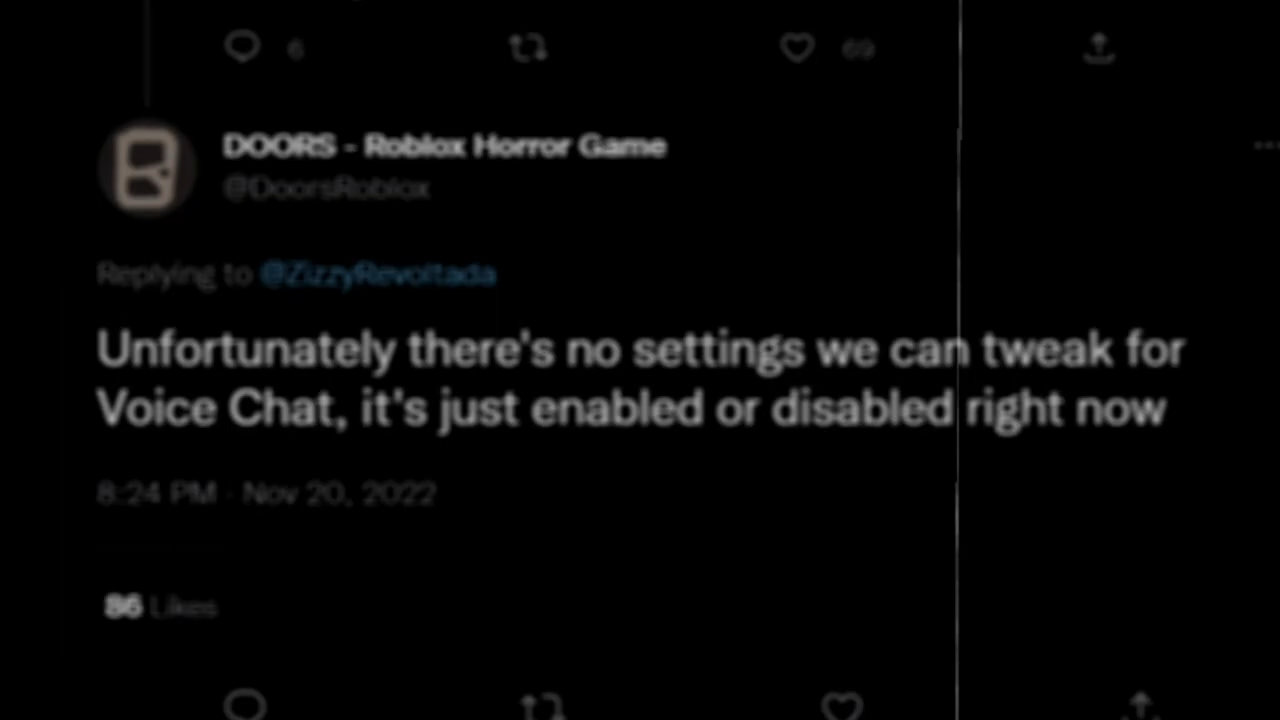 6 69
DOORS - Roblox Horror Game
@DoorsRoblox
Replying to @ZizzyRevoltada
Unfortunately there's no settings we can tweak for
Voice Chat, it's just enabled or disabled right now
8:24 PM · Nov 20, 2022
86 Likes